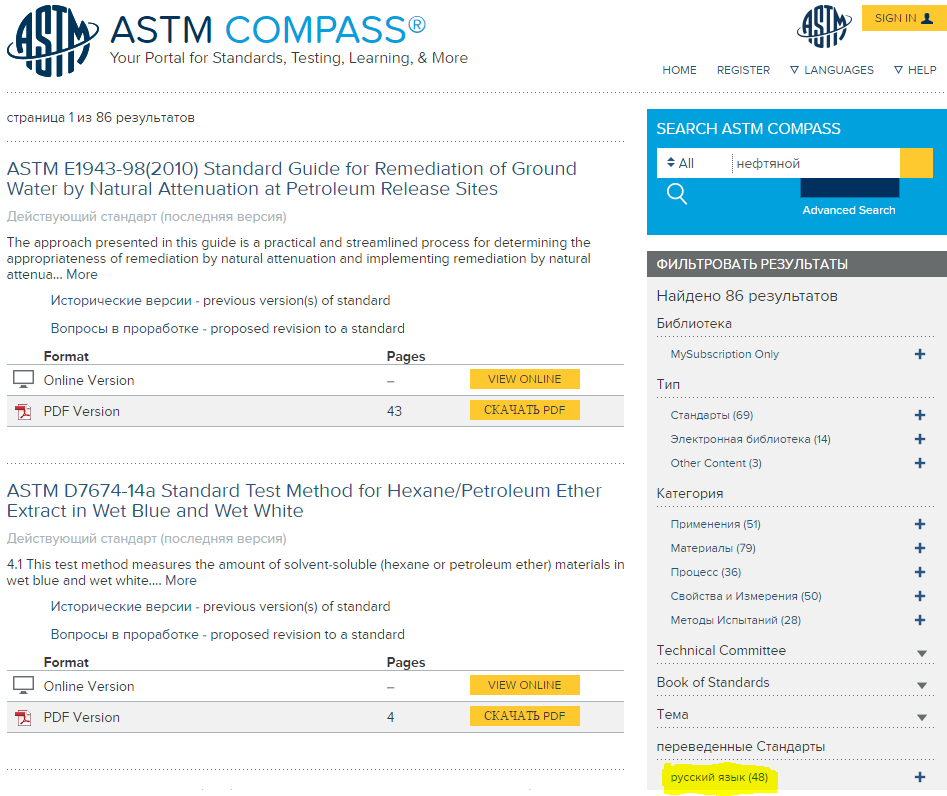 ASTM
ASTM COMPASS®
Your Portal for Standards, Testing, Learning, & More
ASTM
SIGN IN
HOME REGISTER LANGUAGES HELP
страница 1 из 86 результатов
ASTM E1943-98(2010) Standard Guide for Remediation of Ground
Water by Natural Attenuation at Petroleum Release Sites
Действующий стандарт (последняя версия)
The approach presented in this guide is a practical and streamlined process for determining the
appropriateness of remediation by natural attenuation and implementing remediation by natural
attenua... More
Исторические версии - previous version(s) of standard
Вопросы в проработке - proposed revision to a standard
Format Pages
Online Version – VIEW ONLINE
PDF Version 43 СКАЧАТЬ PDF
ASTM D7674-14a Standard Test Method for Hexane/Petroleum Ether
Extract in Wet Blue and Wet White
Действующий стандарт (последняя версия)
4.1 This test method measures the amount of solvent-soluble (hexane or petroleum ether) materials in
wet blue and wet white.... More
Исторические версии - previous version(s) of standard
Вопросы в проработке - proposed revision to a standard
Format Pages
Online Version – VIEW ONLINE
PDF Version 4 СКАЧАТЬ PDF
SEARCH ASTM COMPASS
All нефтяной
Advanced Search
ФИЛЬТРОВАТЬ РЕЗУЛЬТАТЫ
Найдено 86 результатов
Библиотека
MySubscription Only +
Тип
Стандарты (69) +
Электронная библиотека (14) +
Other Content (3) +
Категория
Применения (51) +
Материалы (79) +
Процесс (36) +
Свойства и Измерения (50) +
Методы Испытаний (28) +
Technical Committee
Book of Standards
Тема
переведенные Стандарты
русский язык (48) +